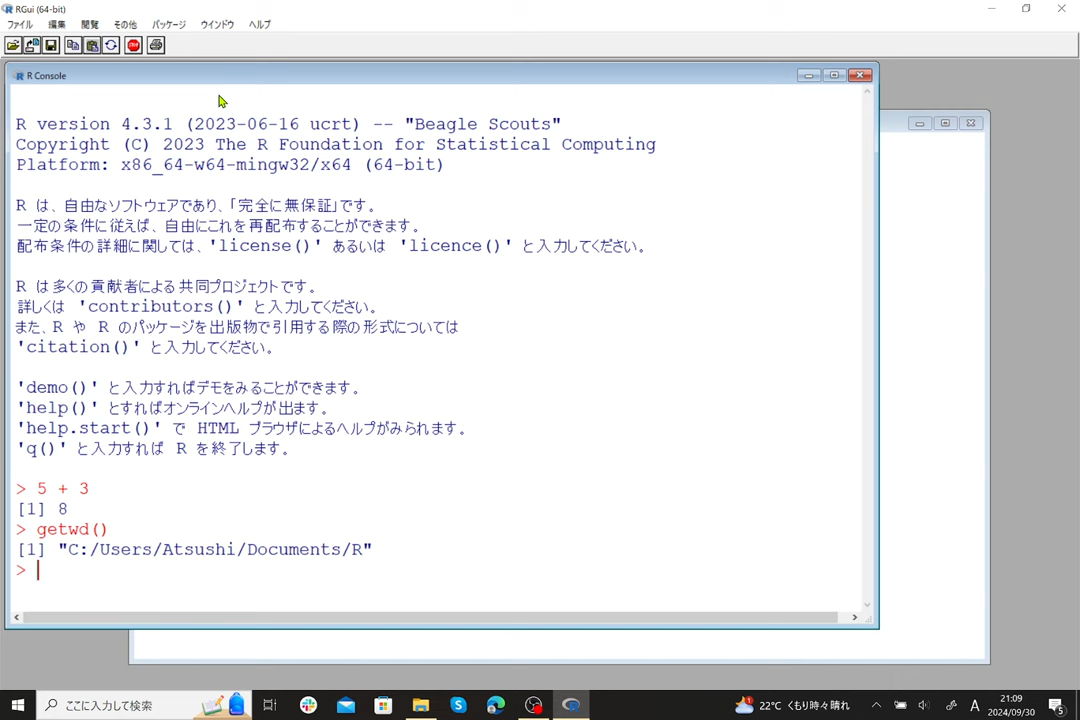 RGui (64-bit)
ファイル 編集 閲覧 その他 パッケージ ウインドウ ヘルプ
STOP
R Console
R version 4.3.1 (2023-06-16 ucrt) -- "Beagle Scouts"
Copyright (C) 2023 The R Foundation for Statistical Computing
Platform: x86_64-w64-mingw32/x64 (64-bit)
R は、自由なソフトウェアであり、「完全に無保証」です。
一定の条件に従えば、自由にこれを再配布することができます。
配布条件の詳細に関しては、'license()' あるいは 'licence()' と入力してください。
R は多くの貢献者による共同プロジェクトです。
詳しくは 'contributors()' と入力してください。
また、R や R のパッケージを出版物で引用する際の形式については
'citation()' と入力してください。
'demo()' と入力すればデモをみることができます。
'help()' とすればオンラインヘルプが出ます。
'help.start()' で HTML ブラウザによるヘルプがみられます。
'q()' と入力すれば R を終了します。
> 5 + 3
[1] 8
> getwd()
[1] "C:/Users/Atsushi/Documents/R"
>
ここに入力して検索
22°C くもり時々晴れ
A
21:09
2024/09/30
5